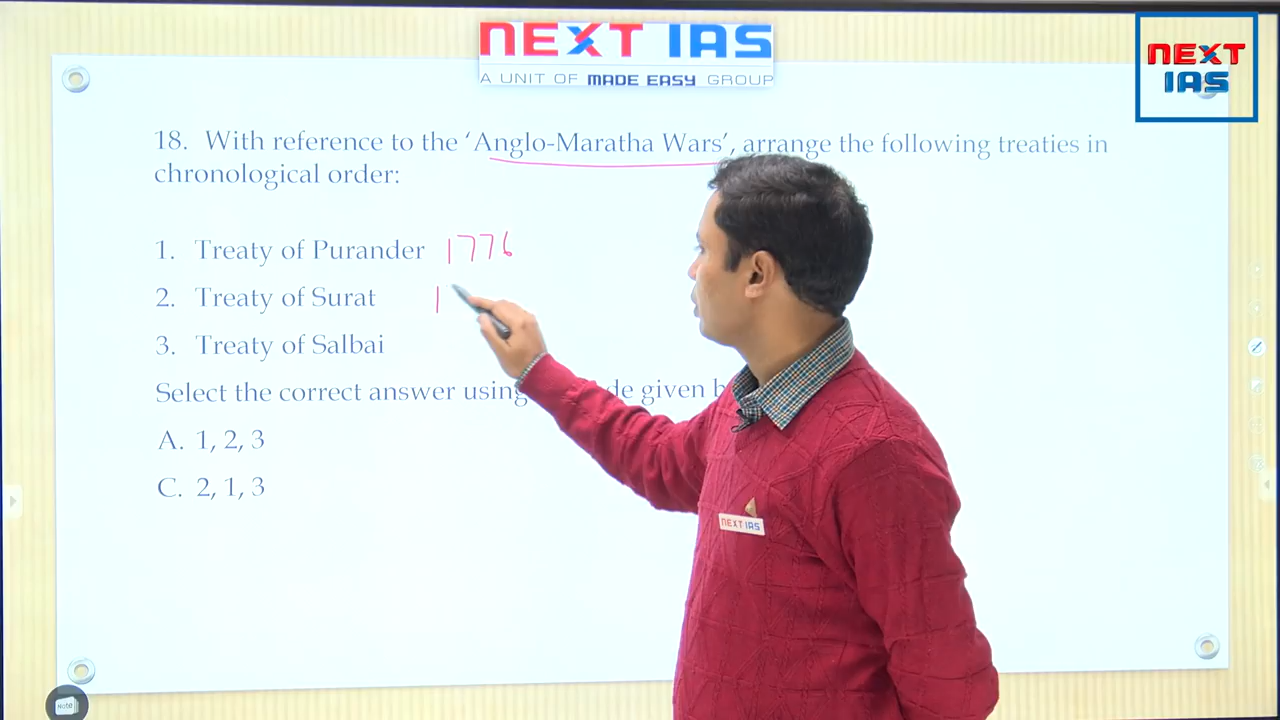 NEXT IAS
A UNIT OF MADE EASY GROUP
NEXT
IAS
18. With reference to the ‘Anglo-Maratha Wars’, arrange the following treaties in
chronological order:
1. Treaty of Purander 1776
2. Treaty of Surat 1
3. Treaty of Salbai
Select the correct answer using de given b
A. 1, 2, 3
C. 2, 1, 3
NEXT IAS
Note